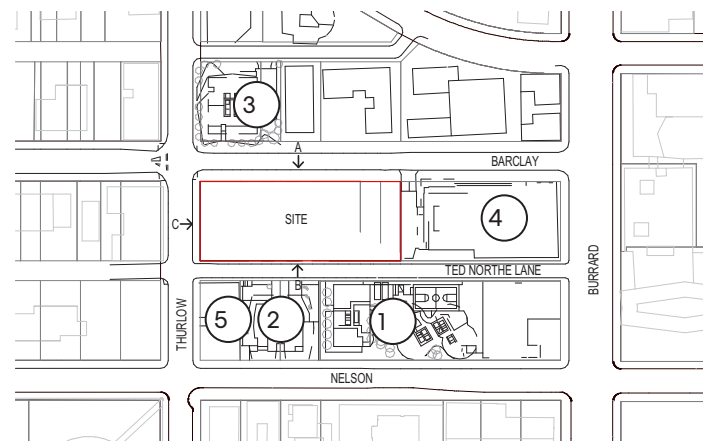 3
A
BARCLAY
C
SITE
4
TED NORTHE LANE
B
BURRARD
THURLOW
5
2
1
NELSON